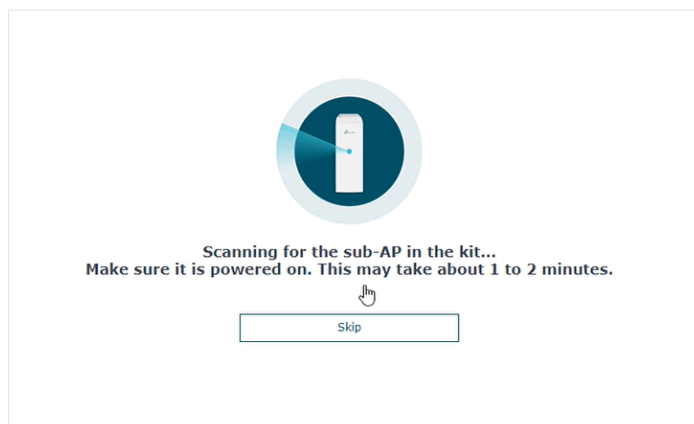 Scanning for the sub-AP in the kit...
Make sure it is powered on. This may take about 1 to 2 minutes.
Skip